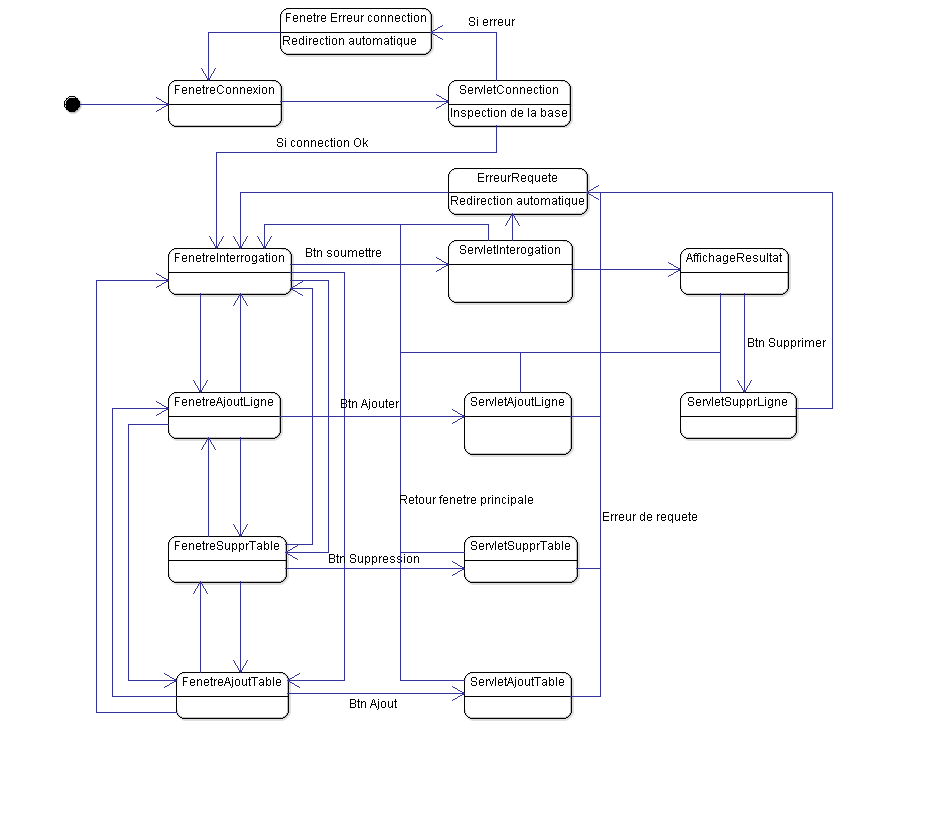 Fenetre Erreur connection
Redirection automatique
Si erreur
FenetreConnexion
ServletConnection
Inspection de la base
Si connection Ok
ErreurRequete
Redirection automatique
FenetreInterrogation
Btn soumettre
ServletInterogation
AffichageResultat
Btn Supprimer
FenetreAjoutLigne
Btn Ajouter
ServletAjoutLigne
ServletSupprLigne
Retour fenetre principale
Erreur de requete
FenetreSupprTable
Btn Suppression
ServletSupprTable
FenetreAjoutTable
Btn Ajout
ServletAjoutTable